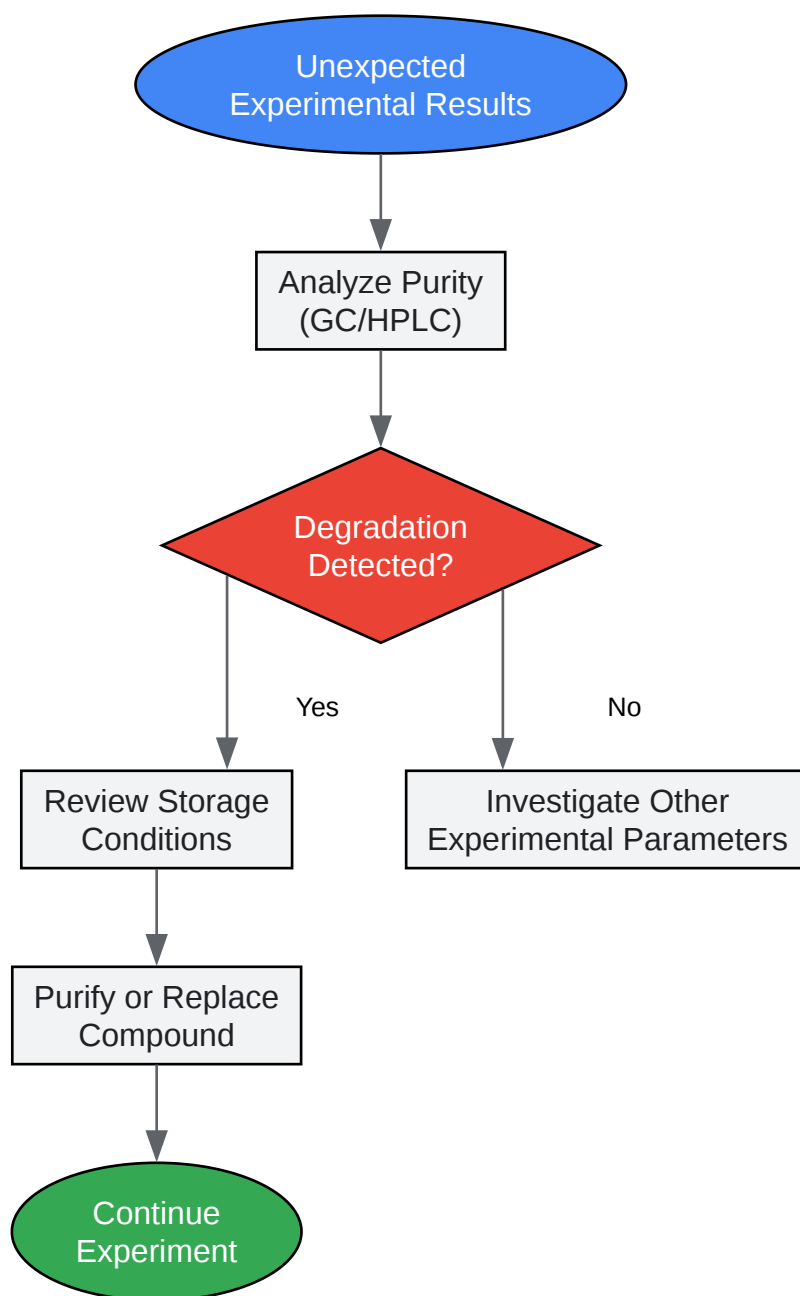 Unexpected
Experimental Results
Analyze Purity
(GC/HPLC)
Degradation
Detected?
Yes
No
Review Storage
Conditions
Investigate Other
Experimental Parameters
Purify or Replace
Compound
Continue
Experiment